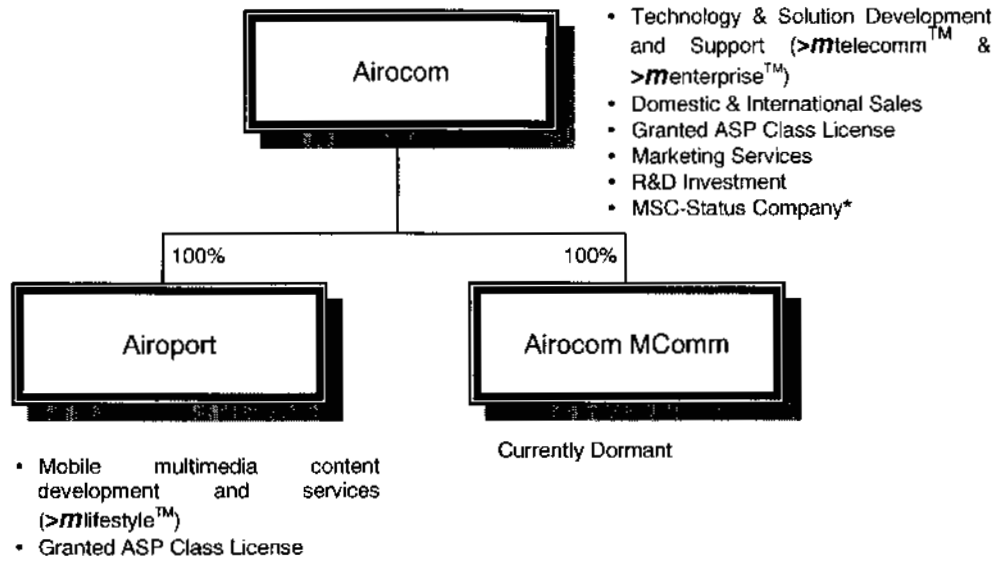 Airocom
• Technology & Solution Development
and Support (>mtelecomm™ &
>menterprise™)
• Domestic & International Sales
• Granted ASP Class License
• Marketing Services
• R&D Investment
• MSC-Status Company*
100%
100%
Airoport
Airocom MComm
• Mobile multimedia content
development and services
(>mlifestyle™)
• Granted ASP Class License
Currently Dormant